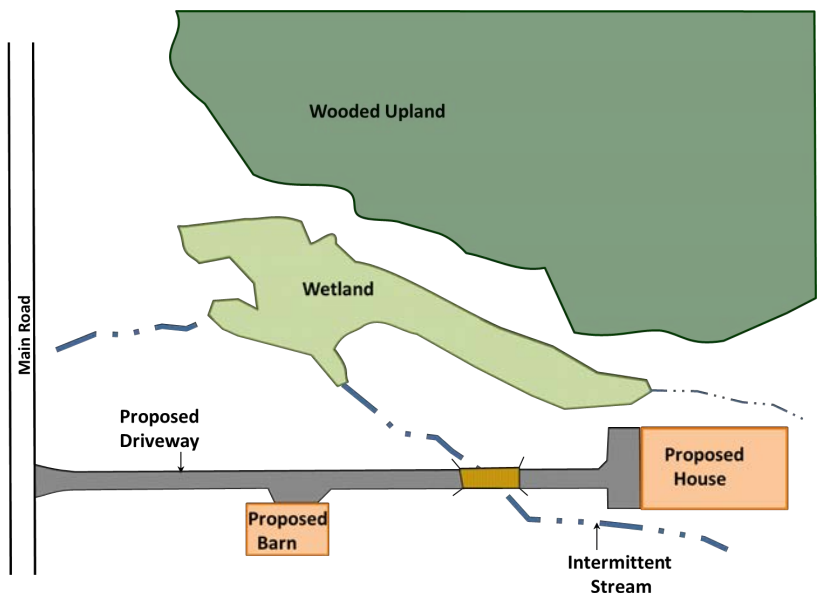 Wooded Upland
Wetland
Main Road
Proposed
Driveway
Proposed
House
Proposed
Barn
Intermittent
Stream